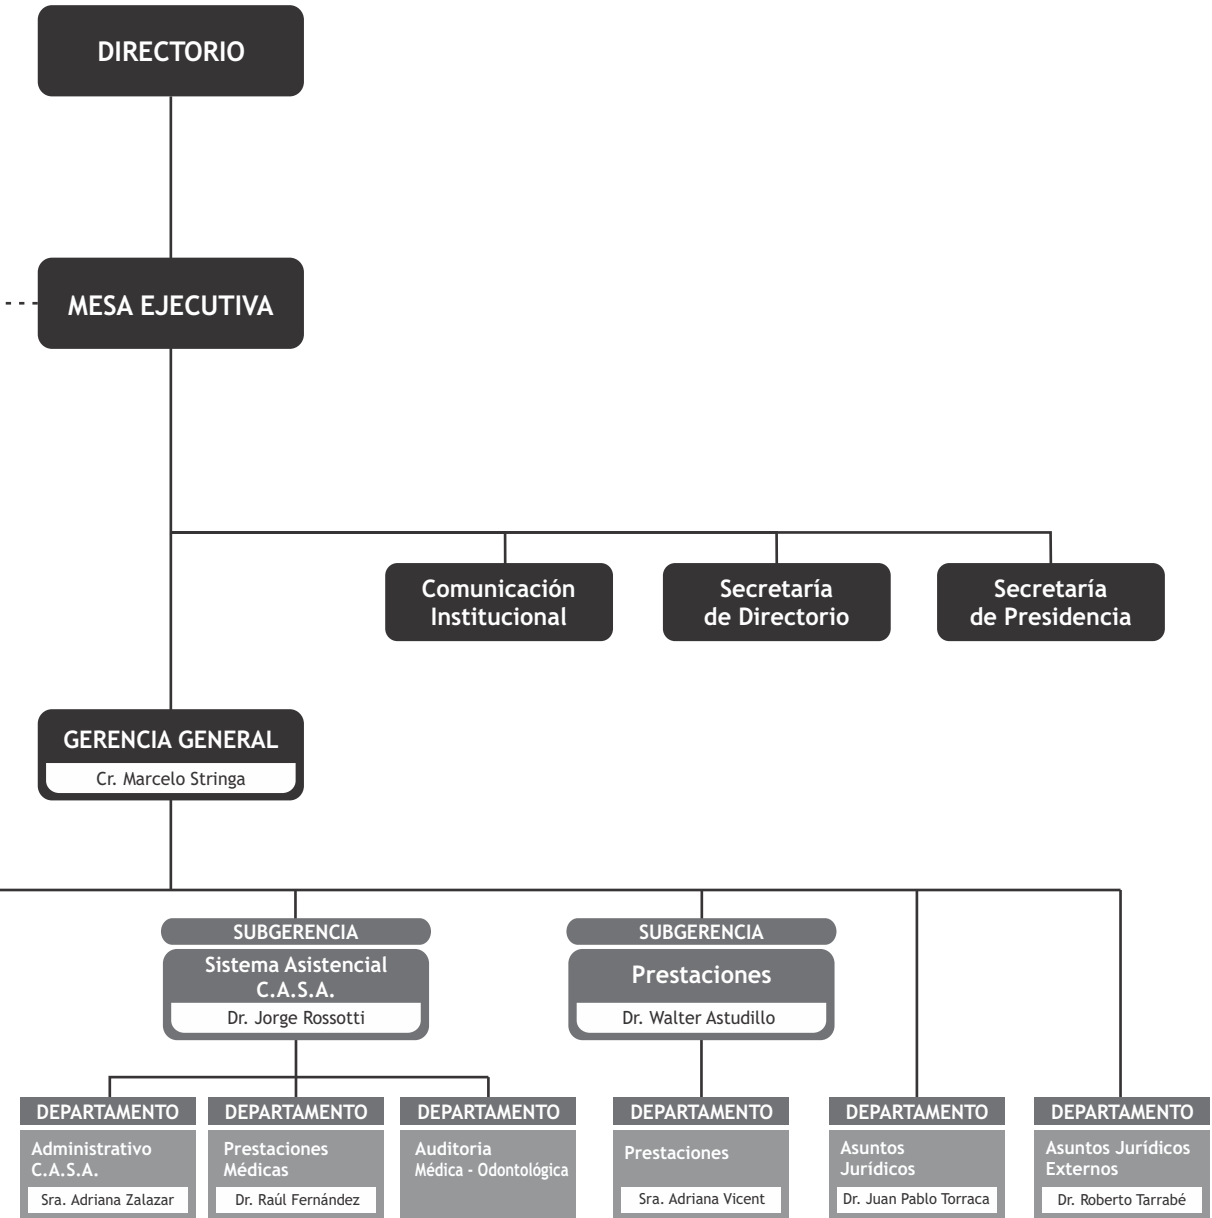 DIRECTORIO
MESA EJECUTIVA
Comunicación
Institucional
Secretaría
de Directorio
Secretaría
de Presidencia
GERENCIA GENERAL
Cr. Marcelo Stringa
SUBGERENCIA
Sistema Asistencial
C.A.S.A.
Dr. Jorge Rossotti
SUBGERENCIA
Prestaciones
Dr. Walter Astudillo
DEPARTAMENTO
Administrativo
C.A.S.A.
Sra. Adriana Zalazar
DEPARTAMENTO
Prestaciones
Médicas
Dr. Raúl Fernández
DEPARTAMENTO
Auditoria
Médica - Odontológica
DEPARTAMENTO
Prestaciones
Sra. Adriana Vicent
DEPARTAMENTO
Asuntos
Jurídicos
Dr. Juan Pablo Torraca
DEPARTAMENTO
Asuntos Jurídicos
Externos
Dr. Roberto Tarrabé